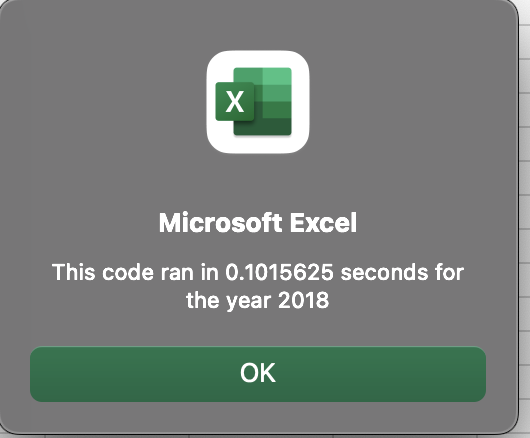 X
Microsoft Excel
This code ran in 0.1015625 seconds for
the year 2018
OK